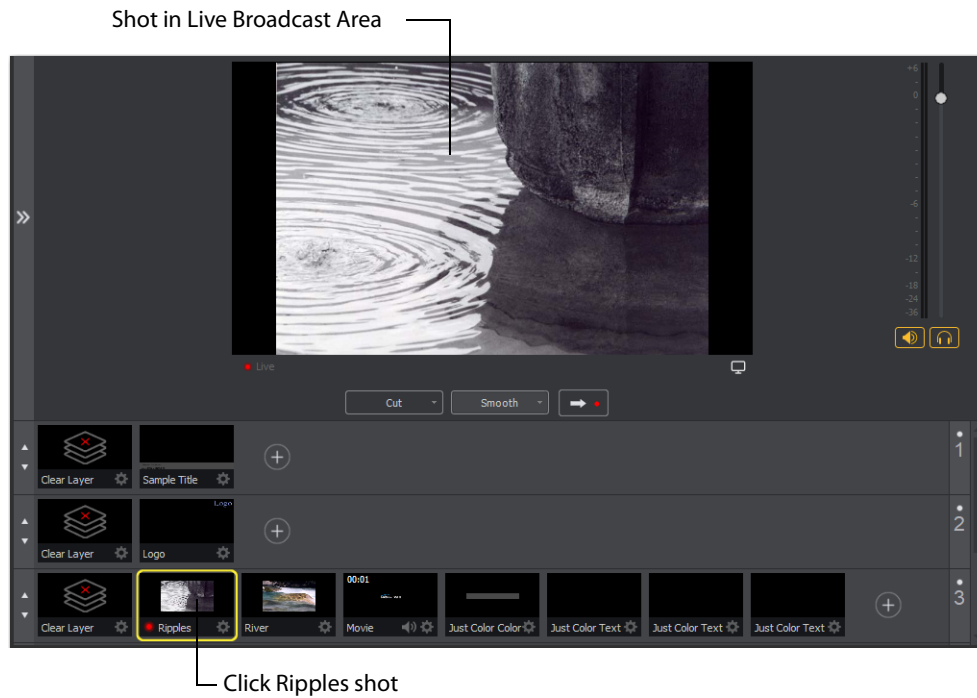 Shot in Live Broadcast Area
+6
0
-6
-12
-18
-24
-36
Live
Cut
Smooth
Clear Layer
Sample Title
1
Logo
Clear Layer
Logo
2
00:01
Clear Layer
Ripples
River
Movie
Just Color Color
Just Color Text
Just Color Text
Just Color Text
3
Click Ripples shot